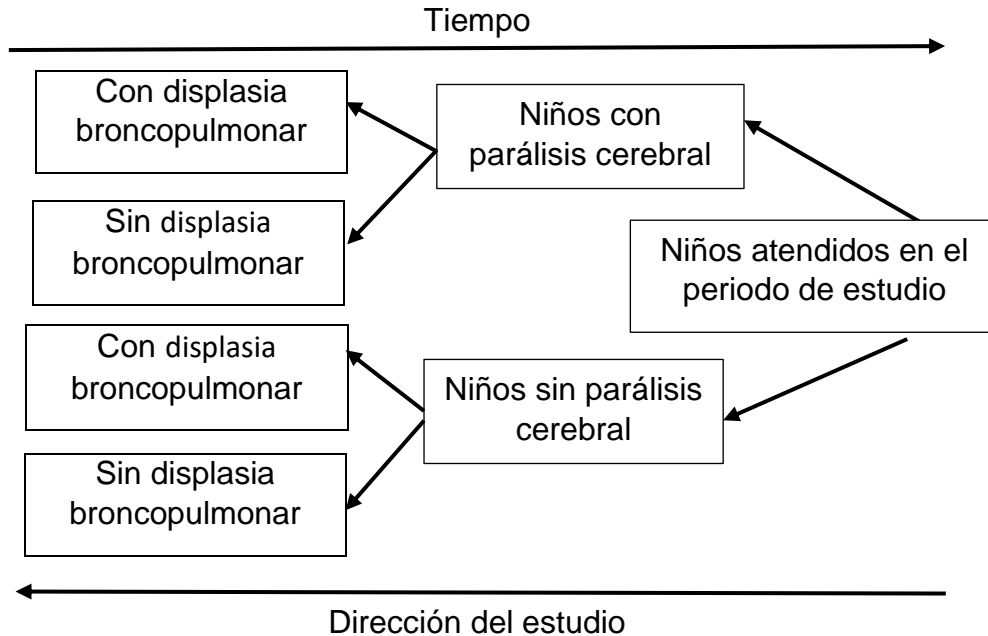 Tiempo
Con displasia
broncopulmonar
Niños con
parálisis cerebral
Sin displasia
broncopulmonar
Niños atendidos en el
periodo de estudio
Con displasia
broncopulmonar
Niños sin parálisis
cerebral
Sin displasia
broncopulmonar
Dirección del estudio